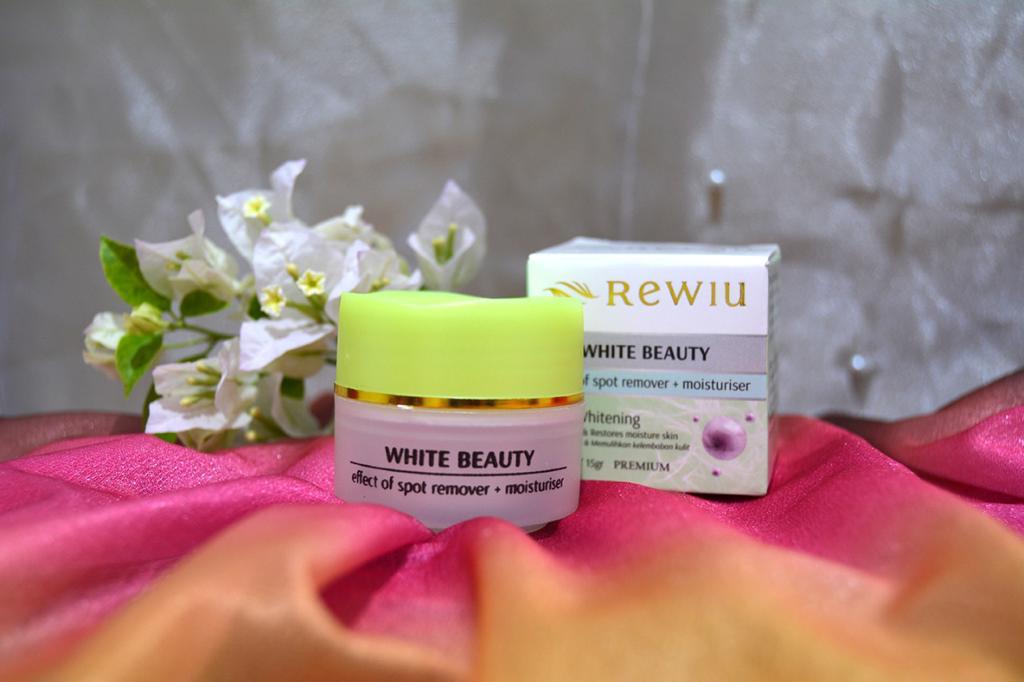 WHITE BEAUTY
effect of spot remover + moisturiser
REWIU
WHITE BEAUTY
of spot remover + moisturiser
Whitening
& Restores moisture skin
& Memulihkan kelembaban kulit
15gr PREMIUM